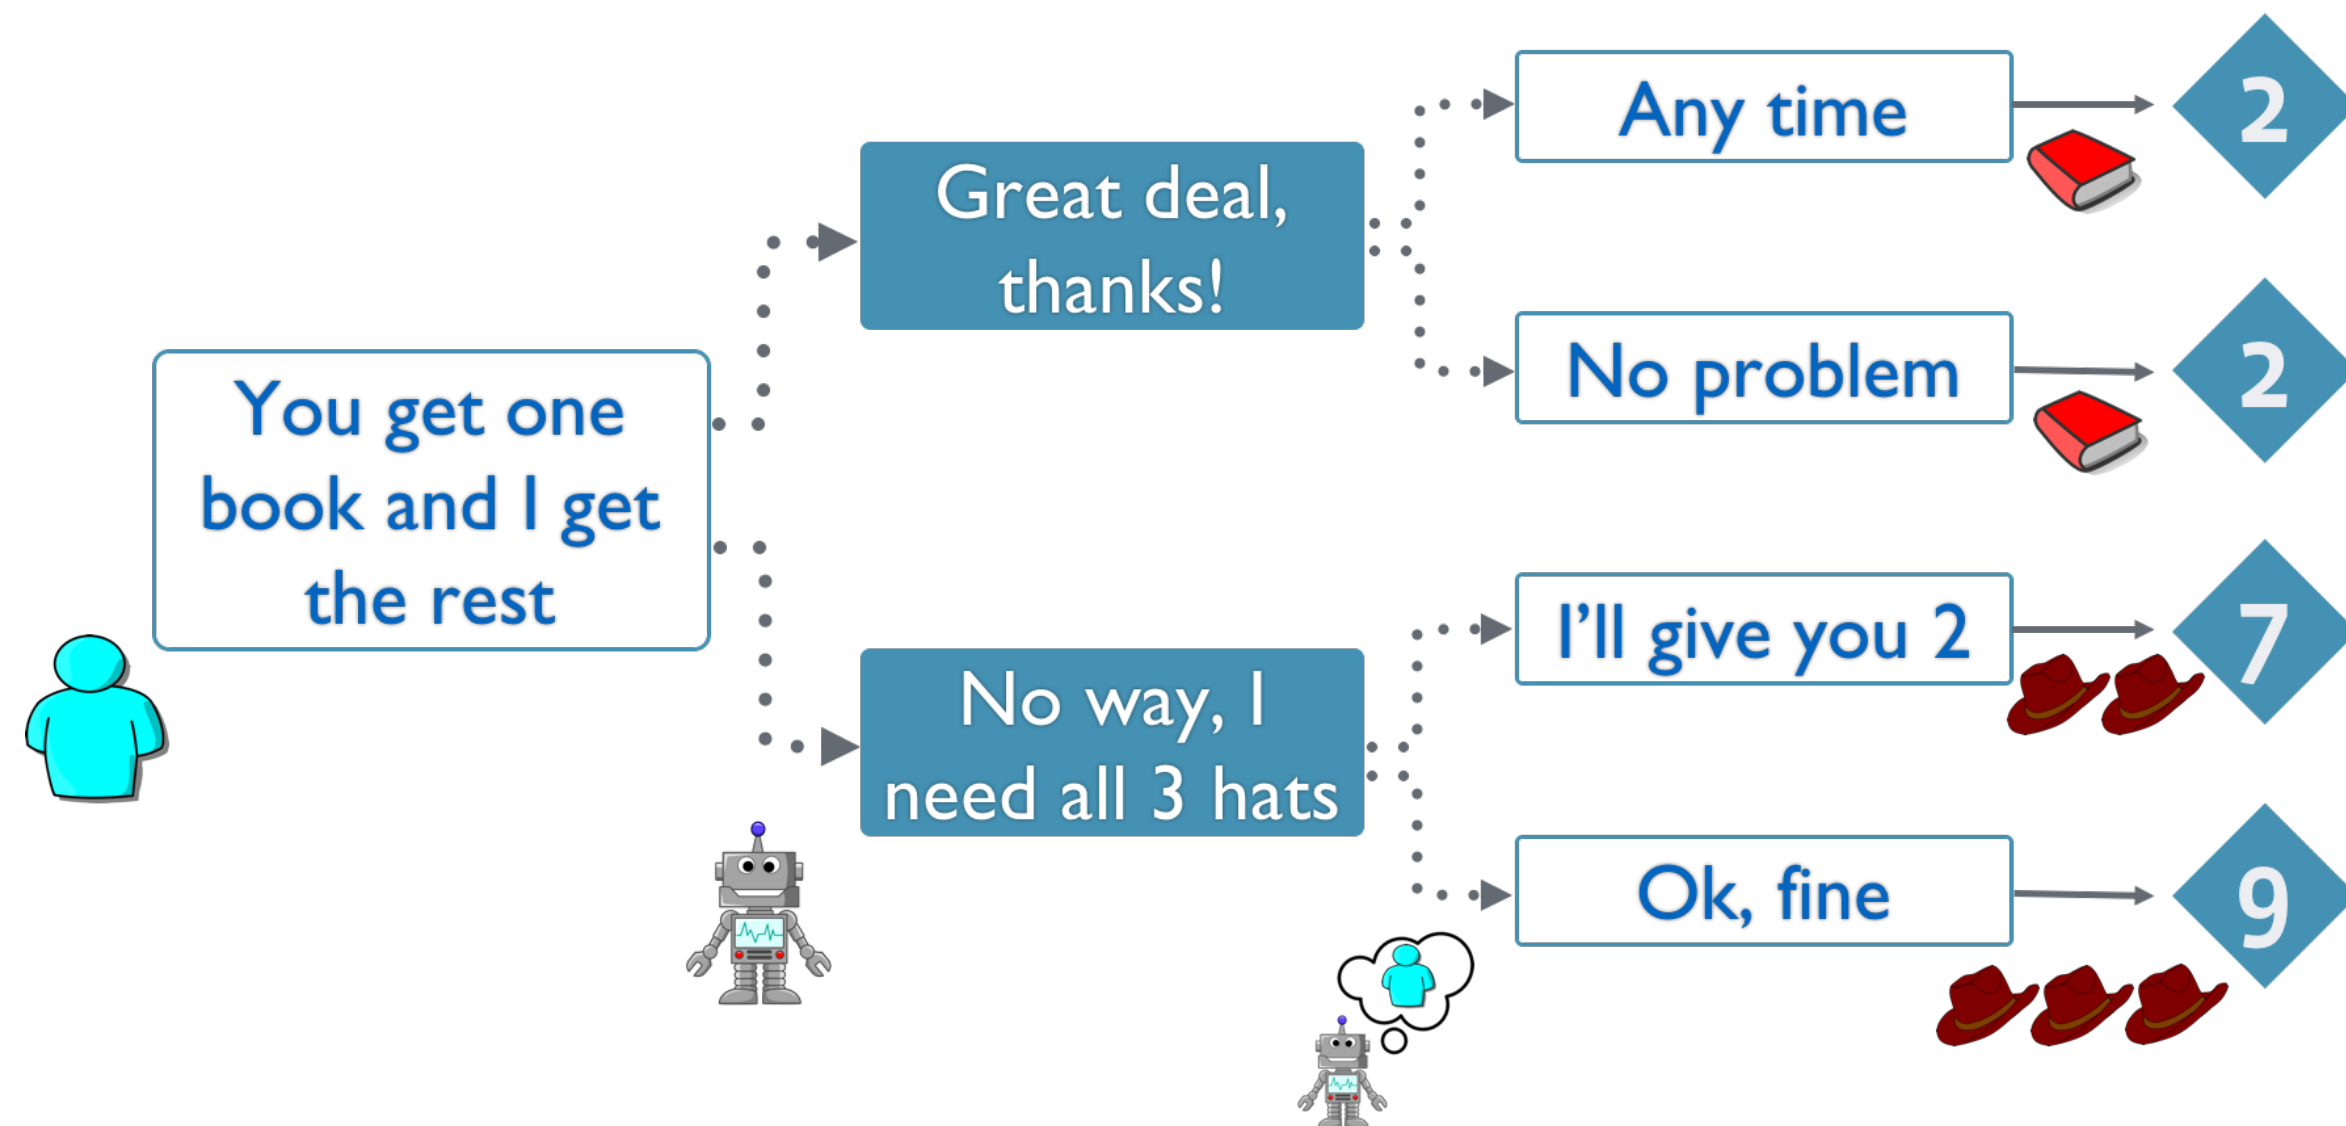 You get one
book and I get
the rest
Great deal,
thanks!
No way, I
need all 3 hats
Any time
2
No problem
2
I'll give you 2
7
Ok, fine
9